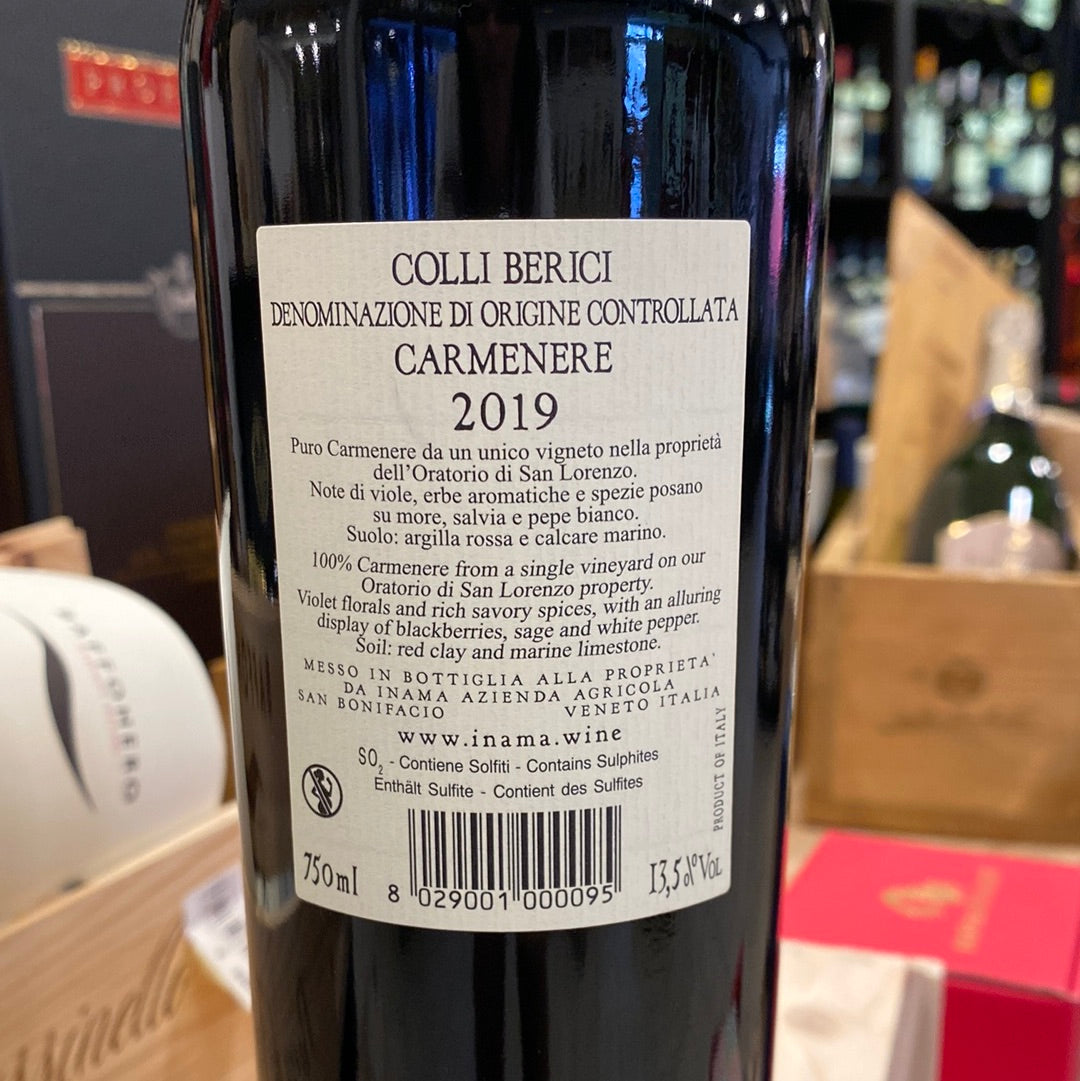 COLLI BERICI
DENOMINAZIONE DI ORIGINE CONTROLLATA
CARMENERE
2019
Puro Carmenere da un unico vigneto nella proprietà
dell'Oratorio di San Lorenzo.
Note di viole, erbe aromatiche e spezie posano
su more, salvia e pepe bianco.
Suolo: argilla rossa e calcare marino.
100% Carmenere from a single vineyard on our
Oratorio di San Lorenzo property.
Violet florals and rich savory spices, with an alluring
display of blackberries, sage and white pepper.
Soil: red clay and marine limestone.
MESSO IN BOTTIGLIA ALLA PROPRIETA'
DA INAMA AZIENDA AGRICOLA
SAN BONIFACIO VENETO ITALIA
www.inama.wine
SO2 - Contiene Solfiti - Contains Sulphites
Enthält Sulfite - Contient des Sulfites
PRODUCT OF ITALY
750ml
8 029001 000095
13,5% Vol